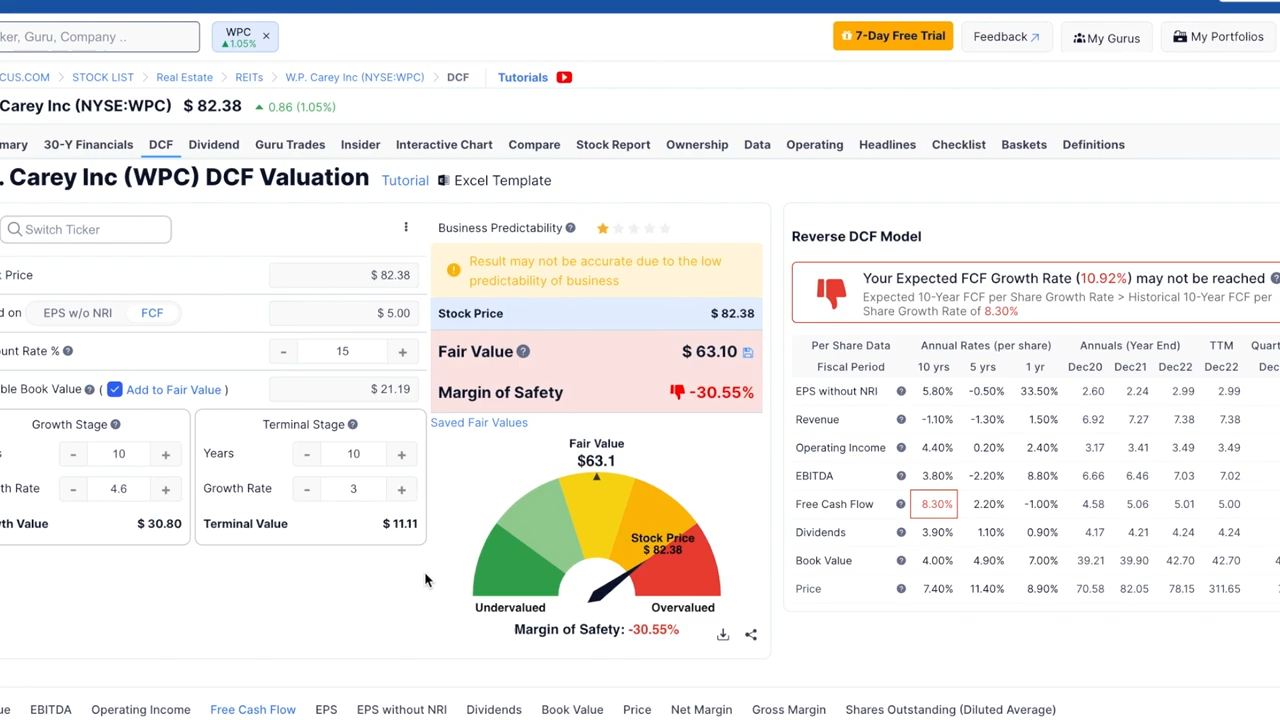 ker, Guru, Company ..
WPC ×
▲1.05%
7-Day Free Trial
Feedback ↗
My Gurus
My Portfolios
CUS.COM > STOCK LIST > Real Estate > REITs > W.P. Carey Inc (NYSE:WPC) > DCF
Tutorials
Carey Inc (NYSE:WPC) $ 82.38 ▲ 0.86 (1.05%)
mary 30-Y Financials DCF Dividend Guru Trades Insider Interactive Chart Compare Stock Report Ownership Data Operating Headlines Checklist Baskets Definitions
. Carey Inc (WPC) DCF Valuation Tutorial Excel Template
Switch Ticker
Price $ 82.38
d on EPS w/o NRI FCF $ 5.00
unt Rate % - 15 +
ble Book Value ( Add to Fair Value ) $ 21.19
Growth Stage
s - 10 +
th Rate - 4.6 +
th Value $ 30.80
Terminal Stage
Years - 10 +
Growth Rate - 3 +
Terminal Value $ 11.11
Business Predictability
Result may not be accurate due to the low
predictability of business
Stock Price $ 82.38
Fair Value $ 63.10
Margin of Safety -30.55%
Saved Fair Values
Fair Value
$63.1
Stock Price
$ 82.38
Undervalued Overvalued
Margin of Safety: -30.55%
Reverse DCF Model
Your Expected FCF Growth Rate (10.92%) may not be reached
Expected 10-Year FCF per Share Growth Rate > Historical 10-Year FCF per
Share Growth Rate of 8.30%
Per Share Data Annual Rates (per share) Annuals (Year End) TTM Quart
Fiscal Period 10 yrs 5 yrs 1 yr Dec20 Dec21 Dec22 Dec22 Dec
EPS without NRI 5.80% -0.50% 33.50% 2.60 2.24 2.99 2.99
Revenue -1.10% -1.30% 1.50% 6.92 7.27 7.38 7.38
Operating Income 4.40% 0.20% 2.40% 3.17 3.41 3.49 3.49
EBITDA 3.80% -2.20% 8.80% 6.66 6.46 7.03 7.02
Free Cash Flow 8.30% 2.20% -1.00% 4.58 5.06 5.01 5.00
Dividends 3.90% 1.10% 0.90% 4.17 4.21 4.24 4.24
Book Value 4.00% 4.90% 7.00% 39.21 39.90 42.70 42.70 4
Price 7.40% 11.40% 8.90% 70.58 82.05 78.15 311.65
ue EBITDA Operating Income Free Cash Flow EPS EPS without NRI Dividends Book Value Price Net Margin Gross Margin Shares Outstanding (Diluted Average)